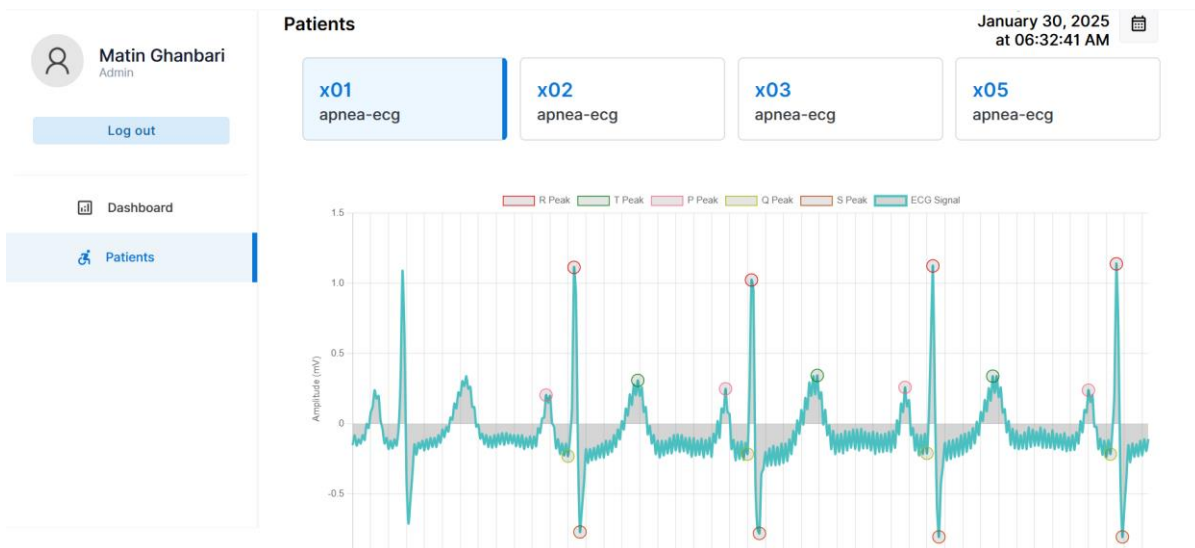 Matin Ghanbari
Admin
Log out
Dashboard
Patients
Patients
January 30, 2025
at 06:32:41 AM
x01
apnea-ecg
x02
apnea-ecg
x03
apnea-ecg
x05
apnea-ecg
R Peak T Peak P Peak Q Peak S Peak ECG Signal
Amplitude (mV)
1.5
1.0
0.5
0
-0.5